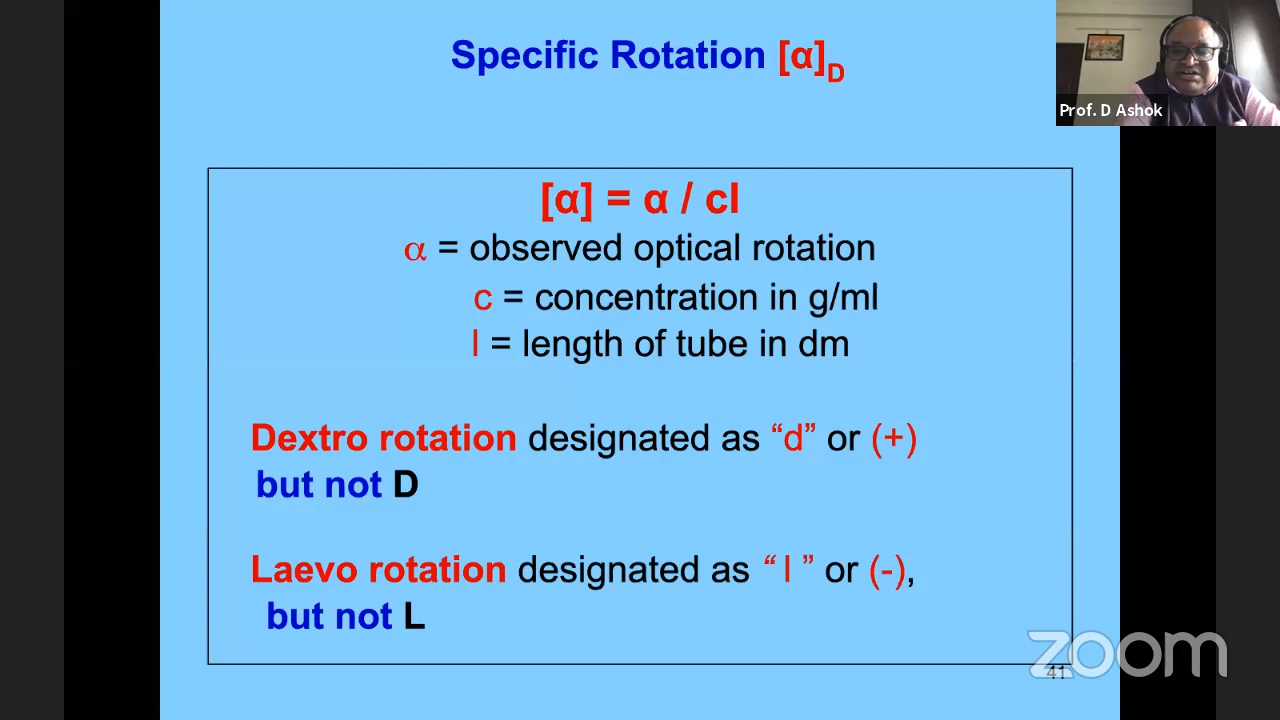 Specific Rotation [α]D
Prof. D Ashok
[α] = α / cl
α = observed optical rotation
c = concentration in g/ml
l = length of tube in dm
Dextro rotation designated as “d” or (+)
but not D
Laevo rotation designated as “ l ” or (-),
but not L
zoom
41